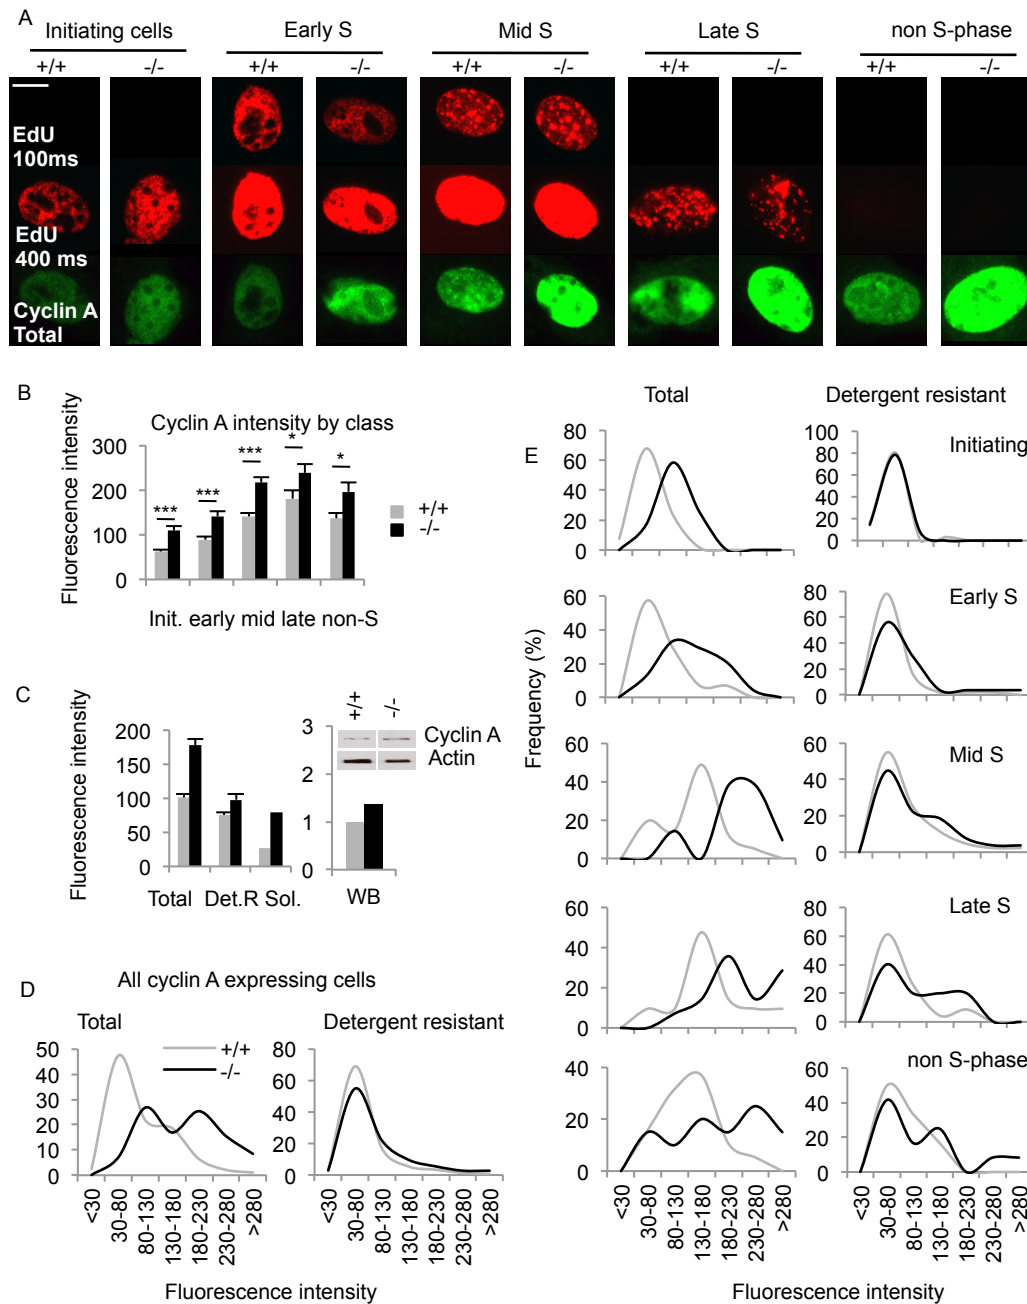 A
Initiating cells
Early S
Mid S
Late S
non S-phase
+/+ -/- +/+ -/- +/+ -/- +/+ -/- +/+ -/-
EdU
100ms
EdU
400 ms
Cyclin A
Total
B
Cyclin A intensity by class
Fluorescence intensity
300
200
100
0
*** *** *** * *
+/+
-/-
Init. early mid late non-S
C
Fluorescence intensity
200
150
100
50
0
Total Det.R Sol.
+/+ -/-
Cyclin A
Actin
3
2
1
0
WB
D
All cyclin A expressing cells
Total
+/+
-/-
50
40
30
20
10
0
<30 30-80 80-130 130-180 180-230 230-280 >280
Detergent resistant
80
60
40
20
0
<30 30-80 80-130 130-180 180-230 230-280 >280
Fluorescence intensity
E
Total
Detergent resistant
Frequency (%)
80
60
40
20
0
100
80
60
40
20
0
Initiating
60
40
20
0
80
60
40
20
0
Early S
60
40
20
0
60
40
20
0
Mid S
60
40
20
0
80
60
40
20
0
Late S
40
20
0
60
40
20
0
non S-phase
<30 30-80 80-130 130-180 180-230 230-280 >280
<30 30-80 80-130 130-180 180-230 230-280 >280
Fluorescence intensity